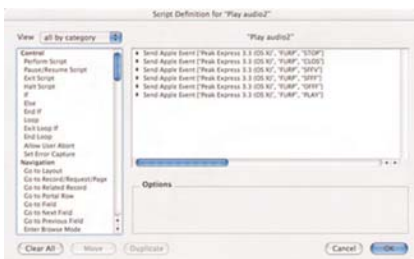 Script Definition for "Play audio2"
View all by category
"Play audio2"
Control
Perform Script
Pause/Resume Script
Exit Script
Halt Script
If
Else
End If
Loop
Exit Loop If
End Loop
Allow User Abort
Set Error Capture
Navigation
Go to Layout
Go to Record/Request/Page
Go to Related Record
Go to Portal Row
Go to Field
Go to Next Field
Go to Previous Field
Enter Browse Mode
Send Apple Event ["Peak Express 3.3 (OS X)", "FURP", "STOP"]
Send Apple Event ["Peak Express 3.3 (OS X)", "FURP", "CLOS"]
Send Apple Event ["Peak Express 3.3 (OS X)", "FURP", "SFFV"]
Send Apple Event ["Peak Express 3.3 (OS X)", "FURP",
Send Apple Event ["Peak Express 3.3 (OS X)", "FURP",
Send Apple Event ["Peak Express 3.3 (OS X)", "FURP", "PLAY"]
Options
Clear All
Move
Duplicate
Cancel
OK